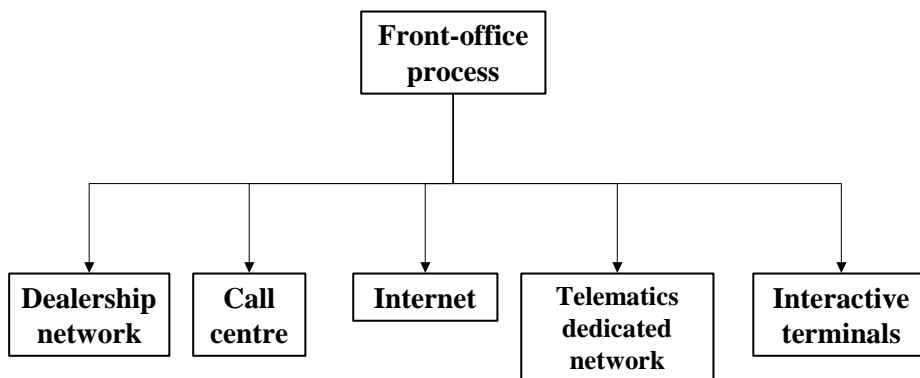 Front-office
process
Dealership
network
Call
centre
Internet
Telematics
dedicated
network
Interactive
terminals